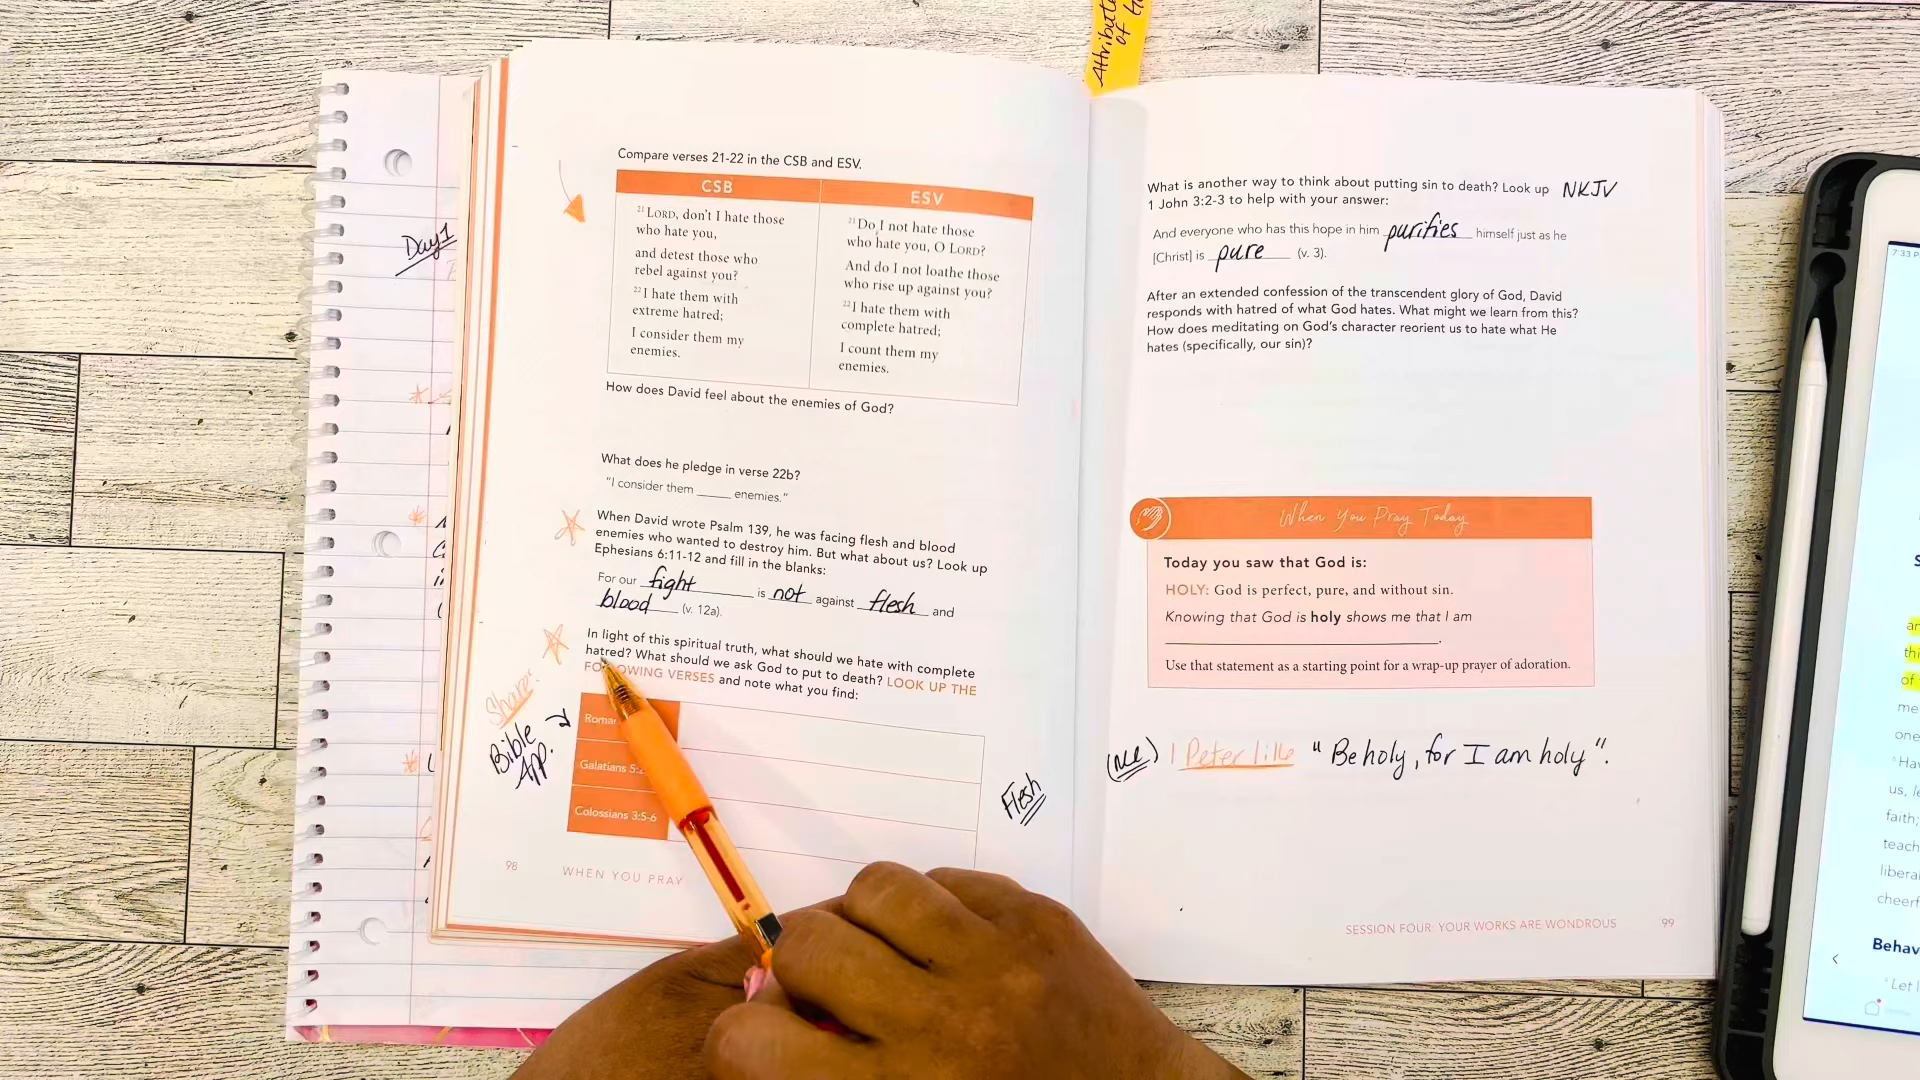 Attributes
of
Day 1
Compare verses 21-22 in the CSB and ESV.
CSB
21 LORD, don't I hate those
who hate you,
and detest those who
rebel against you?
22 I hate them with
extreme hatred;
I consider them my
enemies.
ESV
21 Do I not hate those
who hate you, O LORD?
And do I not loathe those
who rise up against you?
22 I hate them with
complete hatred;
I count them my
enemies.
How does David feel about the enemies of God?
What does he pledge in verse 22b?
"I consider them _____ enemies."
When David wrote Psalm 139, he was facing flesh and blood
enemies who wanted to destroy him. But what about us? Look up
Ephesians 6:11-12 and fill in the blanks:
For our fight is not against flesh and
blood (v. 12a).
In light of this spiritual truth, what should we hate with complete
hatred? What should we ask God to put to death? LOOK UP THE
FOLLOWING VERSES and note what you find:
Share:
Bible
App.
Galatians
Colossians 3:5-6
Flesh
98 WHEN YOU PRAY
What is another way to think about putting sin to death? Look up NKJV
1 John 3:2-3 to help with your answer:
And everyone who has this hope in him purifies himself just as he
[Christ] is pure (v. 3).
After an extended confession of the transcendent glory of God, David
responds with hatred of what God hates. What might we learn from this?
How does meditating on God's character reorient us to hate what He
hates (specifically, our sin)?
When You Pray Today
Today you saw that God is:
HOLY: God is perfect, pure, and without sin.
Knowing that God is holy shows me that I am
_____.
Use that statement as a starting point for a wrap-up prayer of adoration.
1 Peter 1:16 "Be holy, for I am holy".
SESSION FOUR: YOUR WORKS ARE WONDROUS 99
7:33 P
me
one
us,
faith;
teach
libera
cheerf
Behav
Let